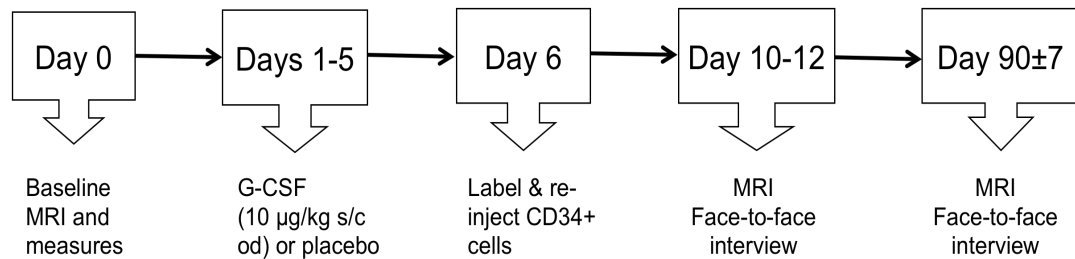 Day 0
Days 1-5
Day 6
Day 10-12
Day 90±7
Baseline
MRI and
measures
G-CSF
(10 µg/kg s/c
od) or placebo
Label & re-
inject CD34+
cells
MRI
Face-to-face
interview
MRI
Face-to-face
interview